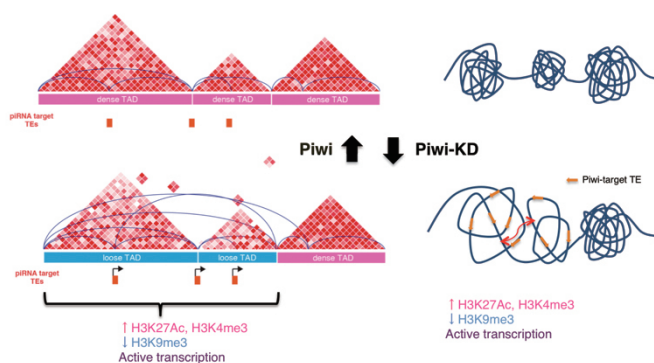 dense TAD
dense TAD
dense TAD
piRNA target
TEs
Piwi
Piwi-KD
Piwi-target TE
loose TAD
loose TAD
dense TAD
piRNA target
TEs
↑ H3K27Ac, H3K4me3
↓ H3K9me3
Active transcription
↑ H3K27Ac, H3K4me3
↓ H3K9me3
Active transcription